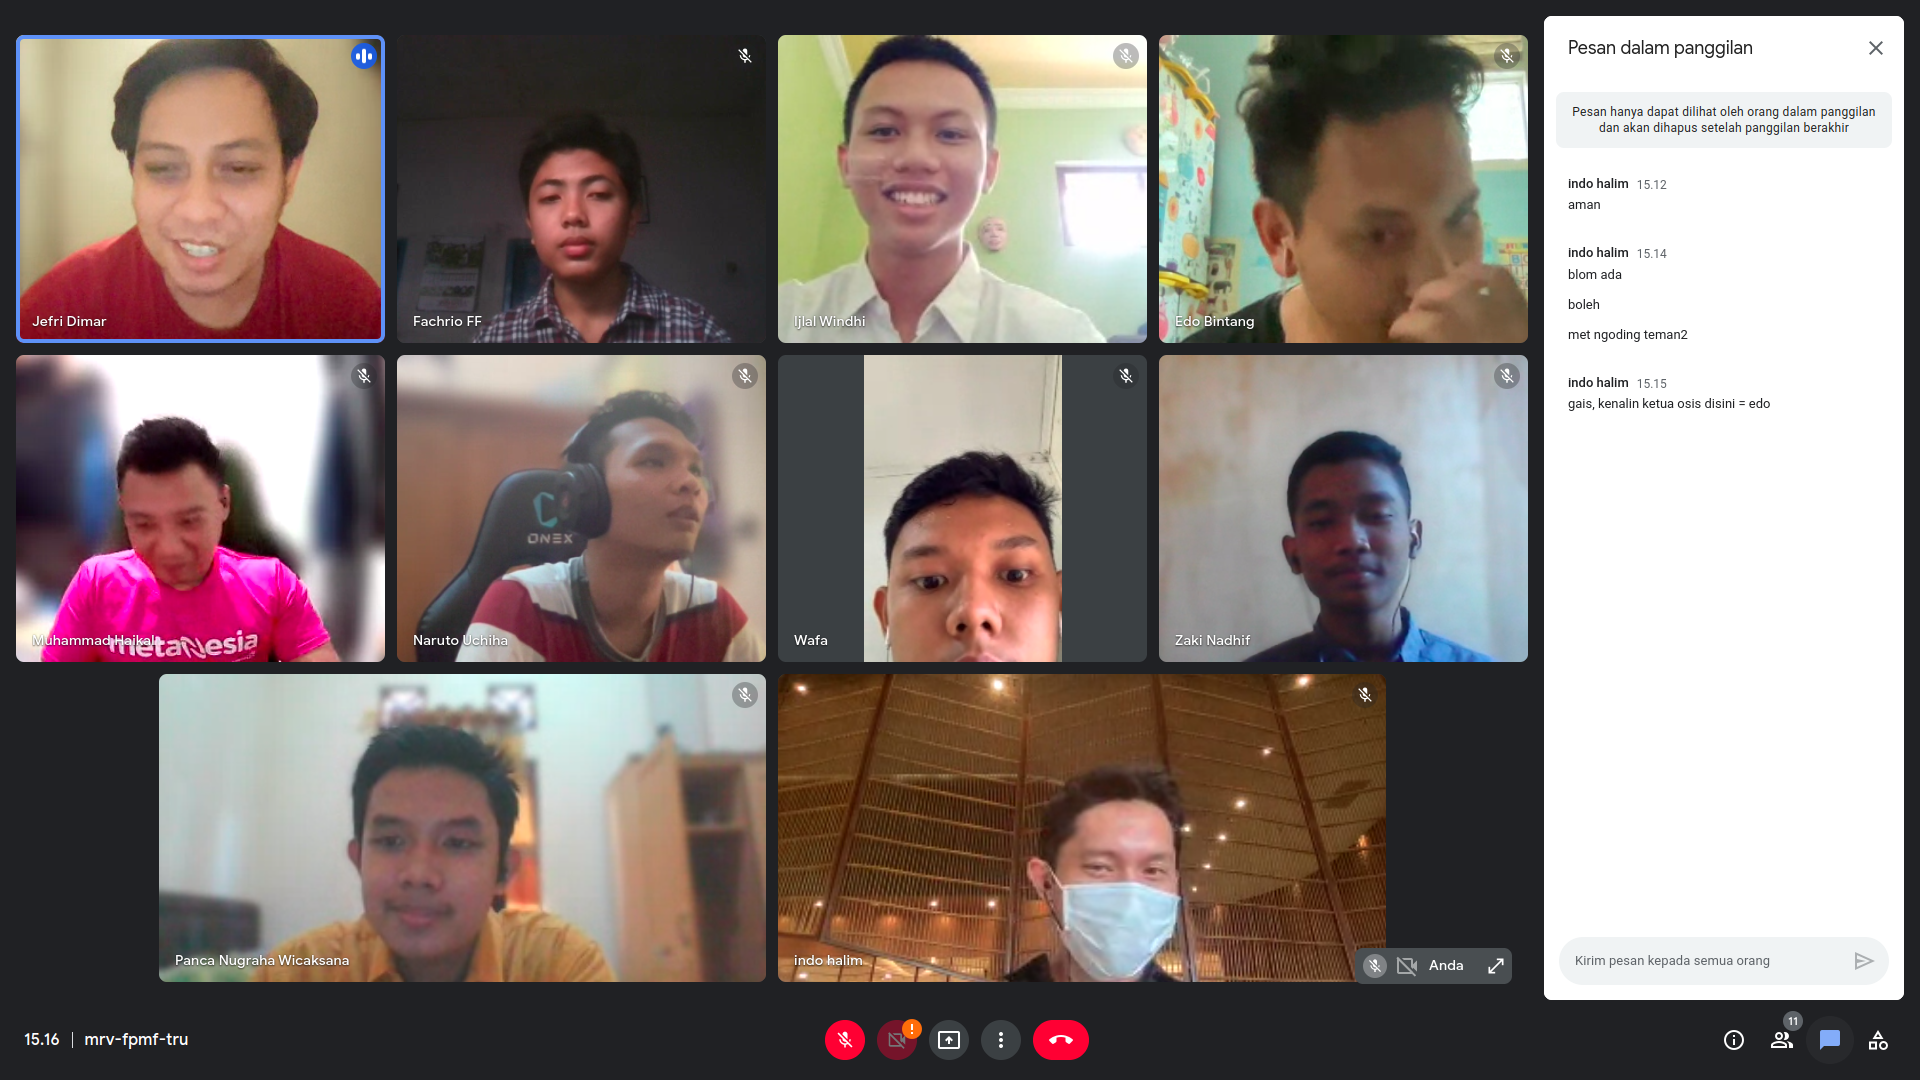 Jefri Dimar
Fachrio FF
Ijlal Windhi
Edo Bintang
Muhammad Haikal
metaNesia
Naruto Uchiha
ONEX
Wafa
Zaki Nadhif
Panca Nugraha Wicaksana
indo halim
Anda
Pesan dalam panggilan
Pesan hanya dapat dilihat oleh orang dalam panggilan
dan akan dihapus setelah panggilan berakhir
indo halim 15.12
aman
indo halim 15.14
blom ada
boleh
met ngoding teman2
indo halim 15.15
gais, kenalin ketua osis disini = edo
Kirim pesan kepada semua orang
15.16 | mrv-fpmf-tru
!
11